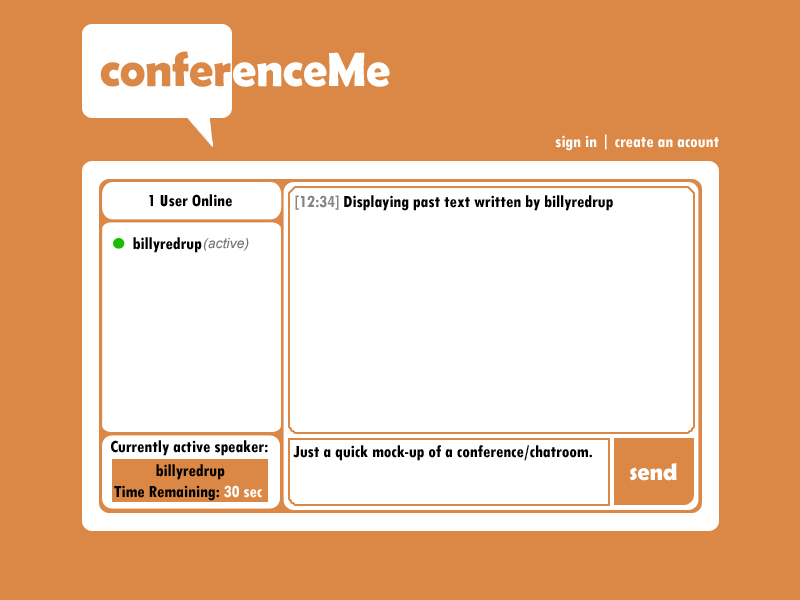 conferenceMe
sign in | create an acount
1 User Online
billyredrup (active)
[12:34] Displaying past text written by billyredrup
Currently active speaker:
billyredrup
Time Remaining: 30 sec
Just a quick mock-up of a conference/chatroom.
send